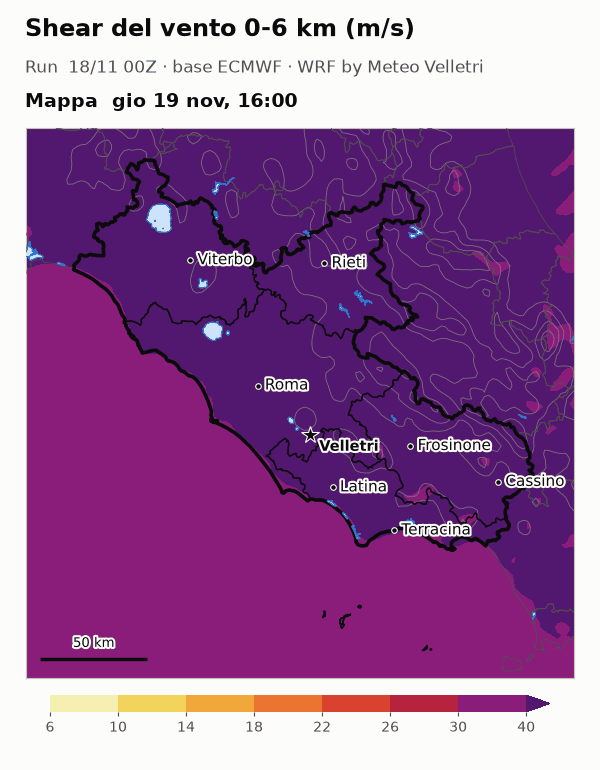 Shear del vento 0-6 km (m/s)
Run  18/11 00Z · base ECMWF · WRF by Meteo Velletri
Mappa  gio 19 nov, 16:00
Viterbo
Rieti
Roma
Velletri
Frosinone
Cassino
Latina
Terracina
50 km
6 10 14 18 22 26 30 40